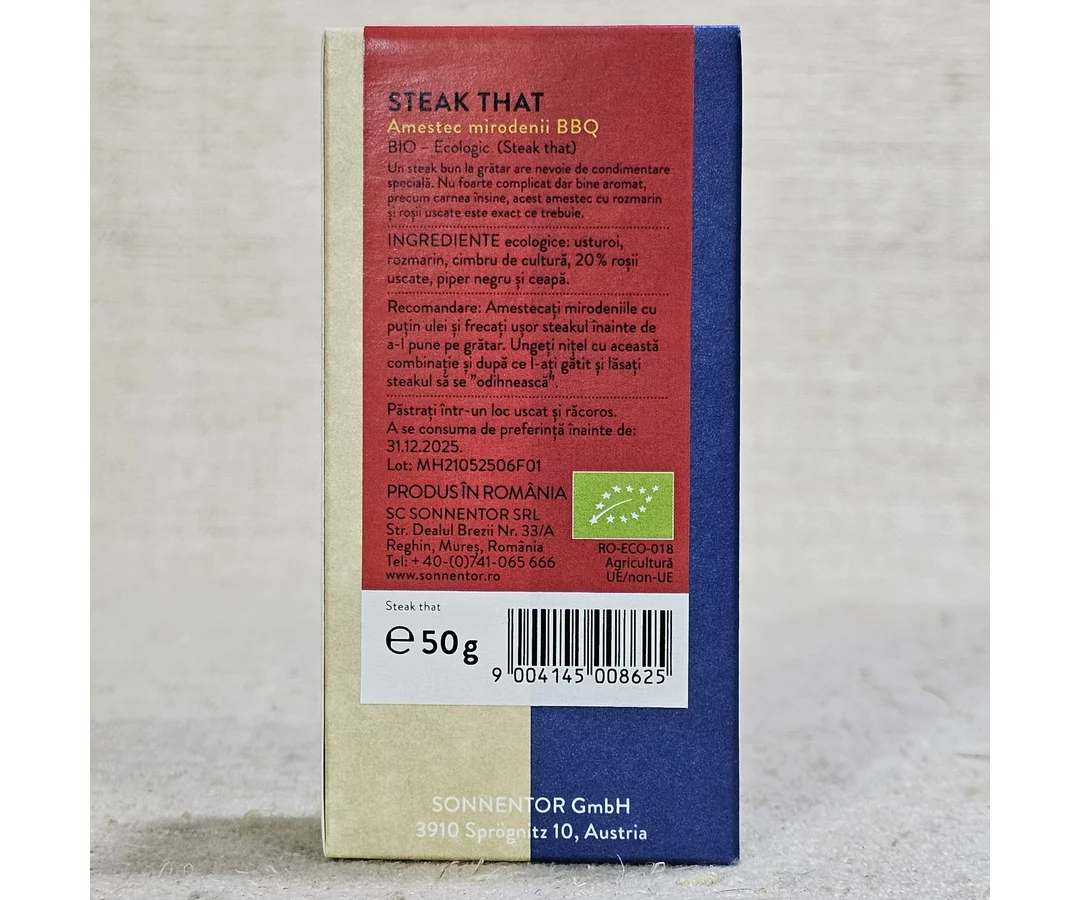 STEAK THAT
Amestec mirodenii BBQ
BIO – Ecologic (Steak that)
Un steak bun la grătar are nevoie de condimentare
specială. Nu foarte complicat dar bine aromat,
precum carnea însine, acest amestec cu rozmarin
și roșii uscate este exact ce trebuie.
INGREDIENTE ecologice: usturoi,
rozmarin, cimbru de cultură, 20% roșii
uscate, piper negru și ceapă.
Recomandare: Amestecați mirodeniile cu
puțin ulei și frecați ușor steakul înainte de
a-l pune pe grătar. Ungeți nițel cu această
combinație și după ce l-ați gătit și lăsați
steakul să se ”odihnească”.
Păstrați într-un loc uscat și răcoros.
A se consuma de preferință înainte de:
31.12.2025.
Lot: MH21052506F01
PRODUS ÎN ROMÂNIA
SC SONNENTOR SRL
Str. Dealul Brezii Nr. 33/A
Reghin, Mureș, România
Tel: + 40-(0)741-065 666
www.sonnentor.ro
RO-ECO-018
Agricultură
UE/non-UE
Steak that
℮ 50 g
9 004145 008625
SONNENTOR GmbH
3910 Sprögnitz 10, Austria